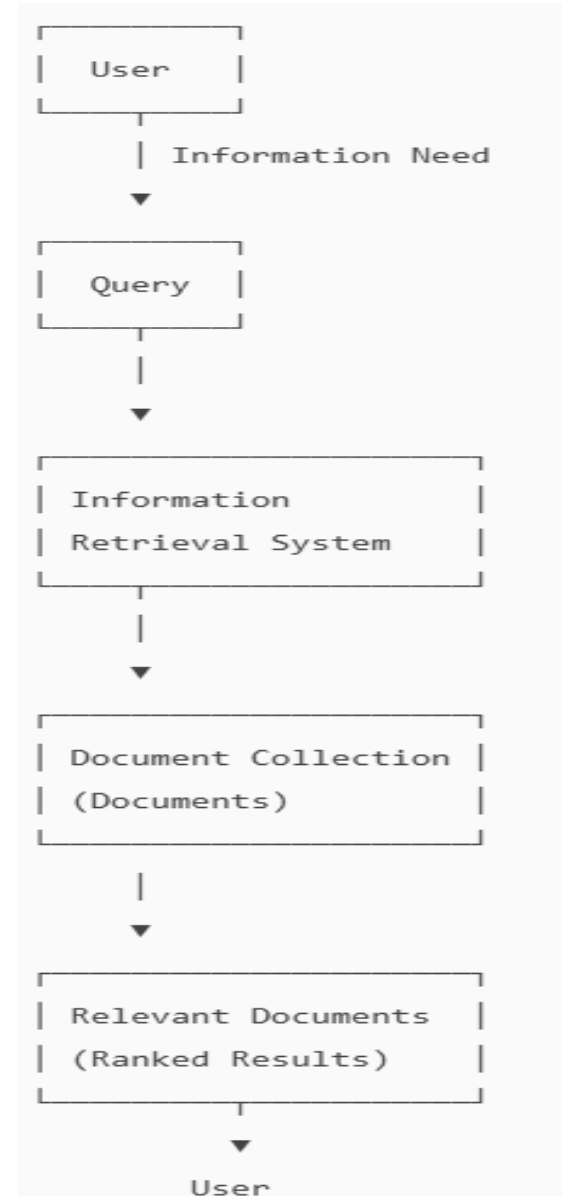 User
Information Need
Query
Information
Retrieval System
Document Collection
(Documents)
Relevant Documents
(Ranked Results)
User